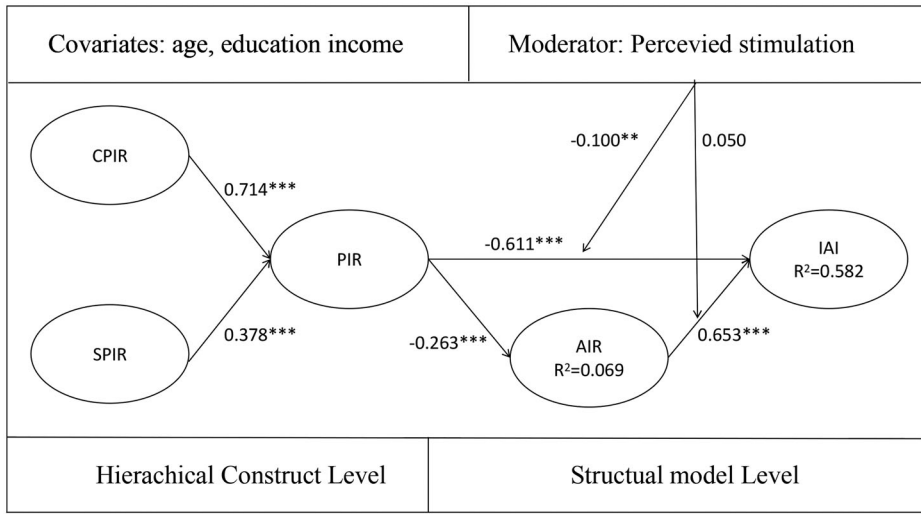 Covariates: age, education income
Moderator: Percevied stimulation
-0.100**
0.050
CPIR
0.714***
PIR
-0.611***
IAI
R²=0.582
SPIR
0.378***
-0.263***
AIR
R²=0.069
0.653***
Hierachical Construct Level
Structual model Level